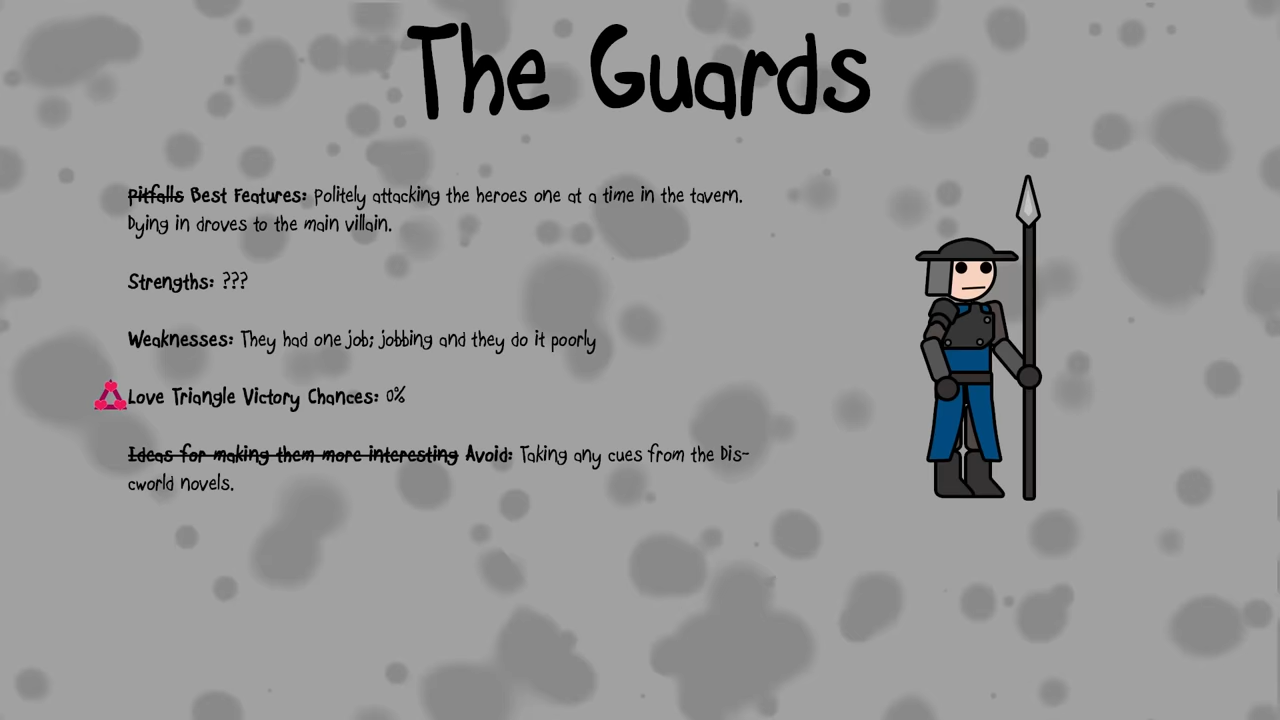 The Guards
Pitfalls Best Features: Politely attacking the heroes one at a time in the tavern.
Dying in droves to the main villain.
Strengths: ???
Weaknesses: They had one job; jobbing and they do it poorly
Love Triangle Victory Chances: 0%
Ideas for making them more interesting Avoid: Taking any cues from the Dis-
cworld novels.